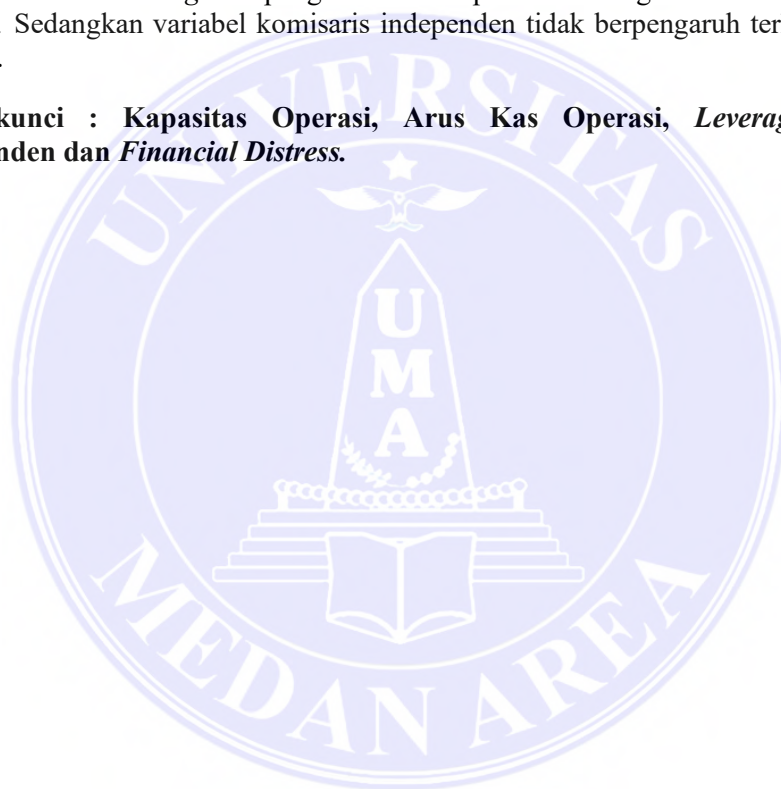 Sedangkan variabel komisaris independen tidak berpengaruh ter
kunci : Kapasitas Operasi, Arus Kas Operasi,
nden dan Financial Distress.
UNIVERSITAS
UMA
MEDAN AREA